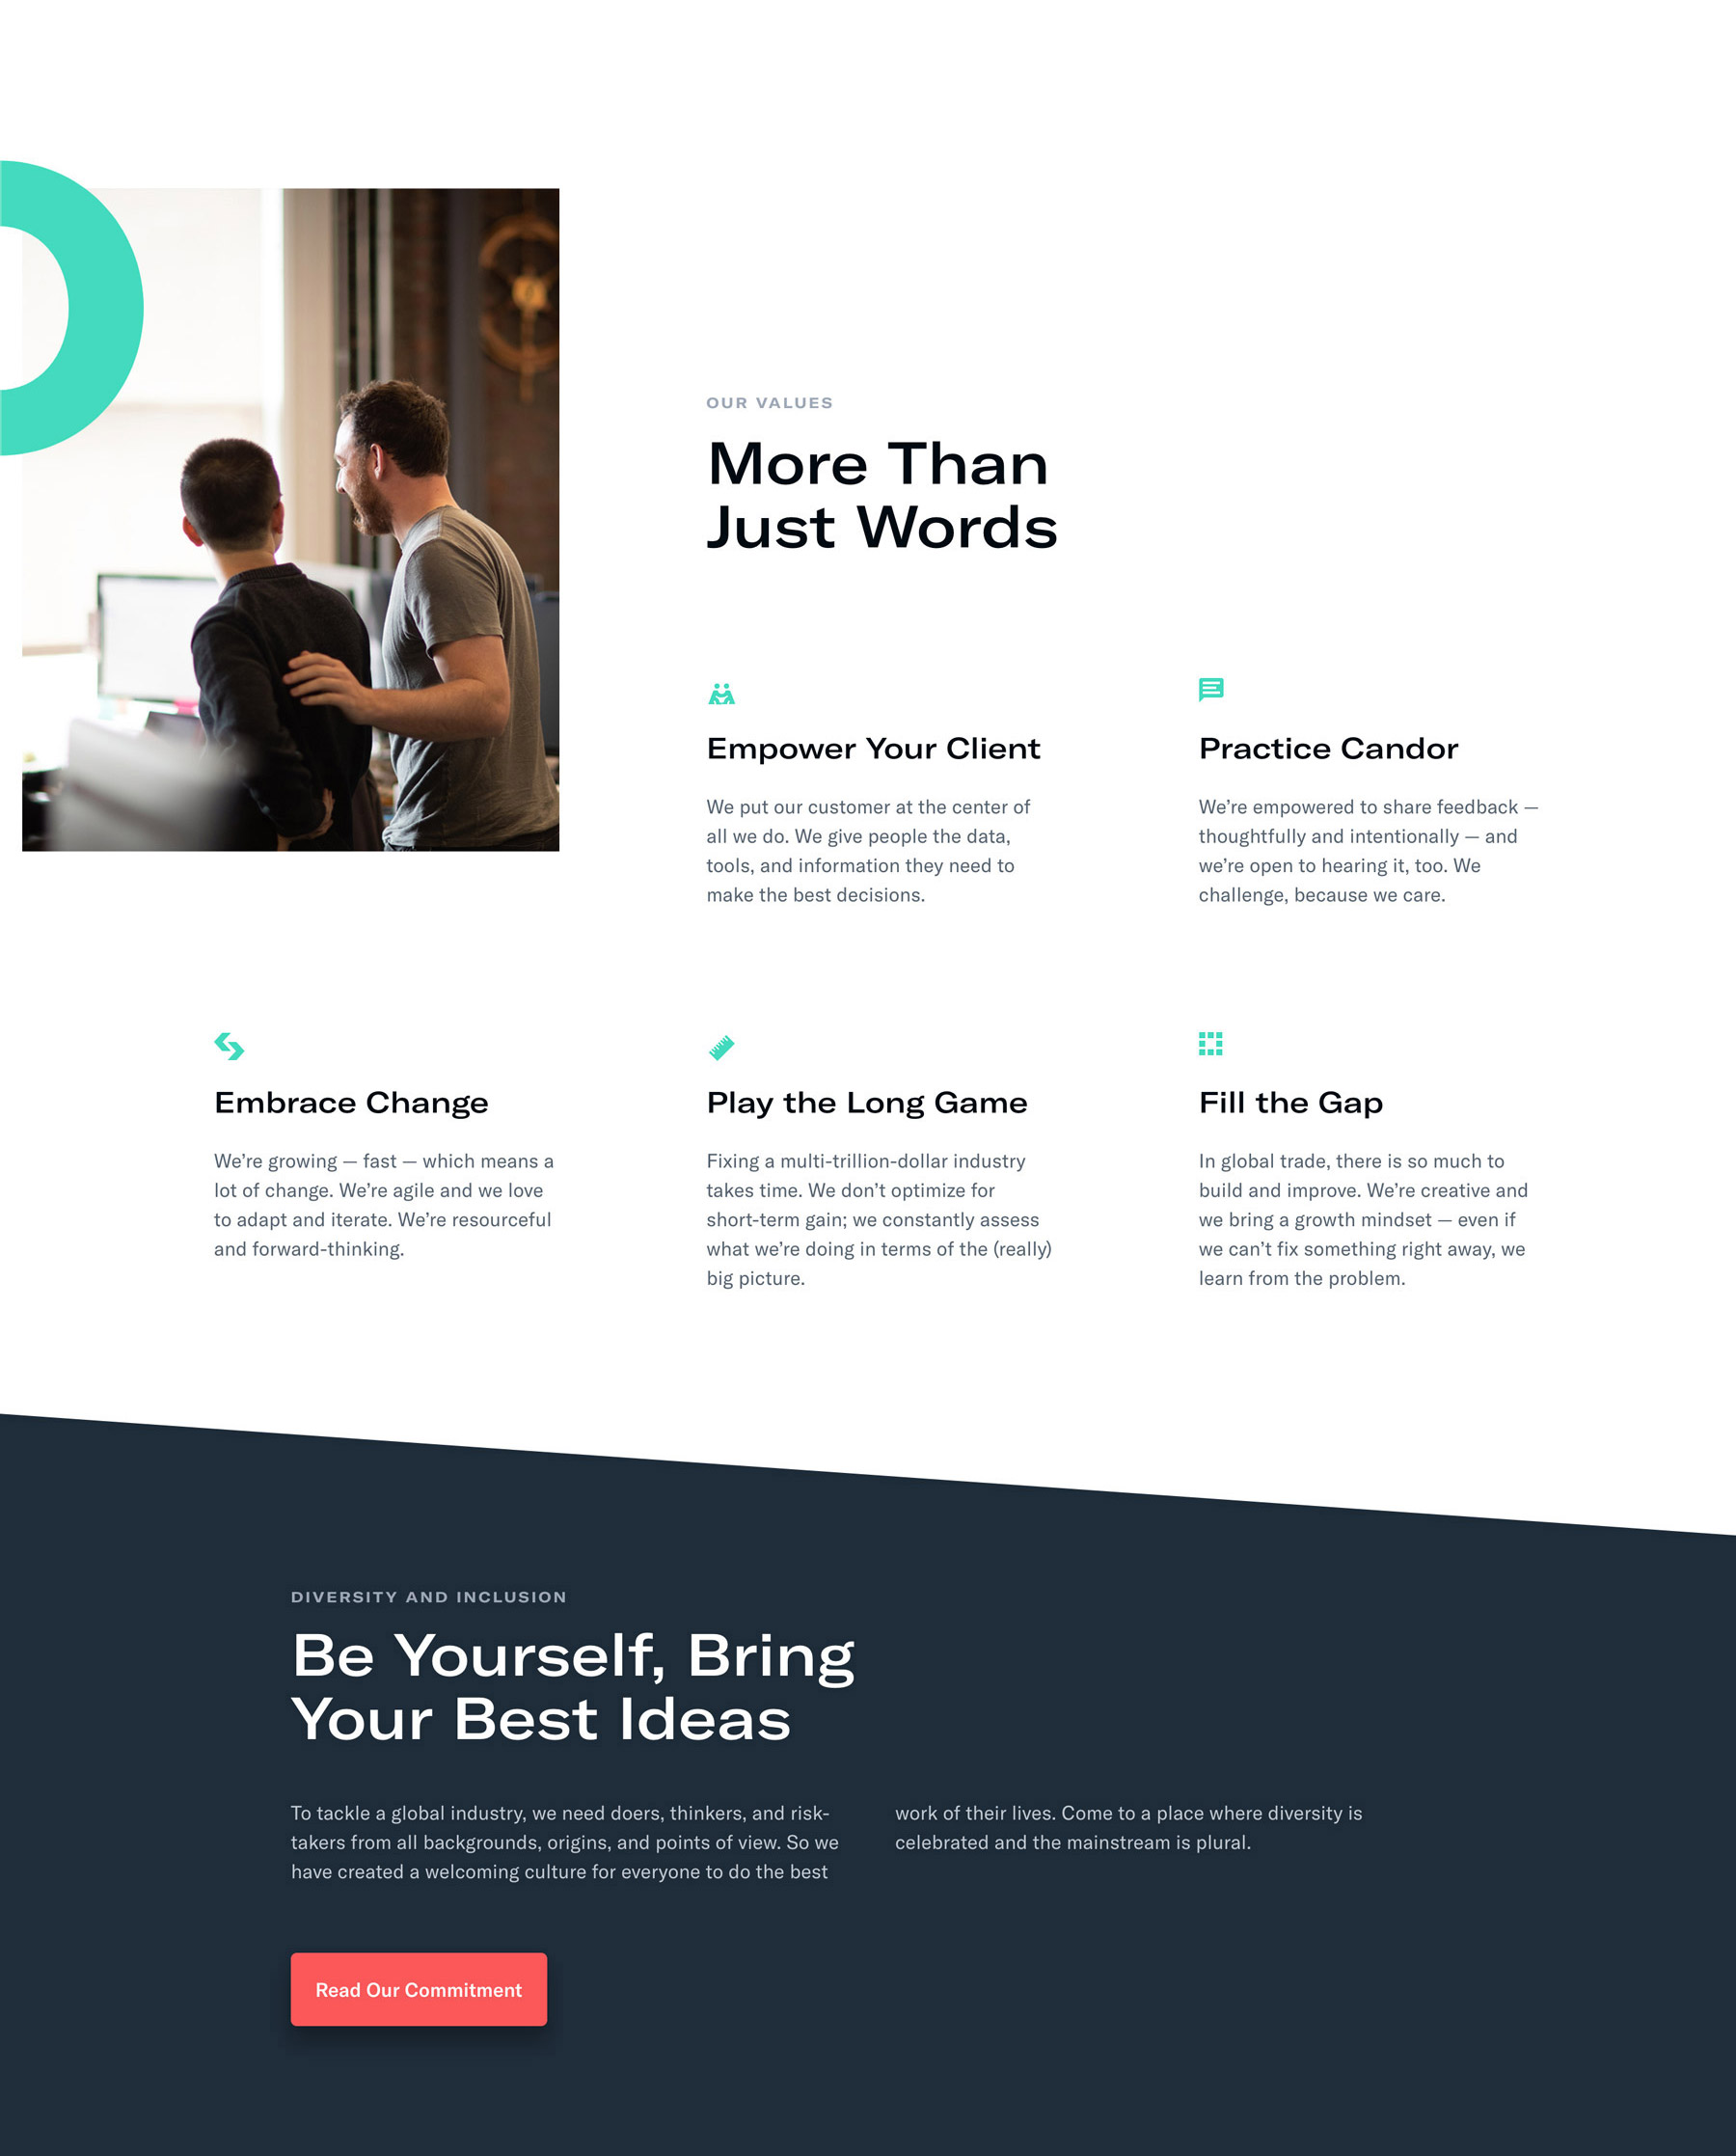 OUR VALUES
More Than
Just Words
Empower Your Client
We put our customer at the center of
all we do. We give people the data,
tools, and information they need to
make the best decisions.
Practice Candor
We’re empowered to share feedback —
thoughtfully and intentionally — and
we’re open to hearing it, too. We
challenge, because we care.
Embrace Change
We’re growing — fast — which means a
lot of change. We’re agile and we love
to adapt and iterate. We’re resourceful
and forward-thinking.
Play the Long Game
Fixing a multi-trillion-dollar industry
takes time. We don’t optimize for
short-term gain; we constantly assess
what we’re doing in terms of the (really)
big picture.
Fill the Gap
In global trade, there is so much to
build and improve. We’re creative and
we bring a growth mindset — even if
we can’t fix something right away, we
learn from the problem.
DIVERSITY AND INCLUSION
Be Yourself, Bring
Your Best Ideas
To tackle a global industry, we need doers, thinkers, and risk-
takers from all backgrounds, origins, and points of view. So we
have created a welcoming culture for everyone to do the best
work of their lives. Come to a place where diversity is
celebrated and the mainstream is plural.
Read Our Commitment